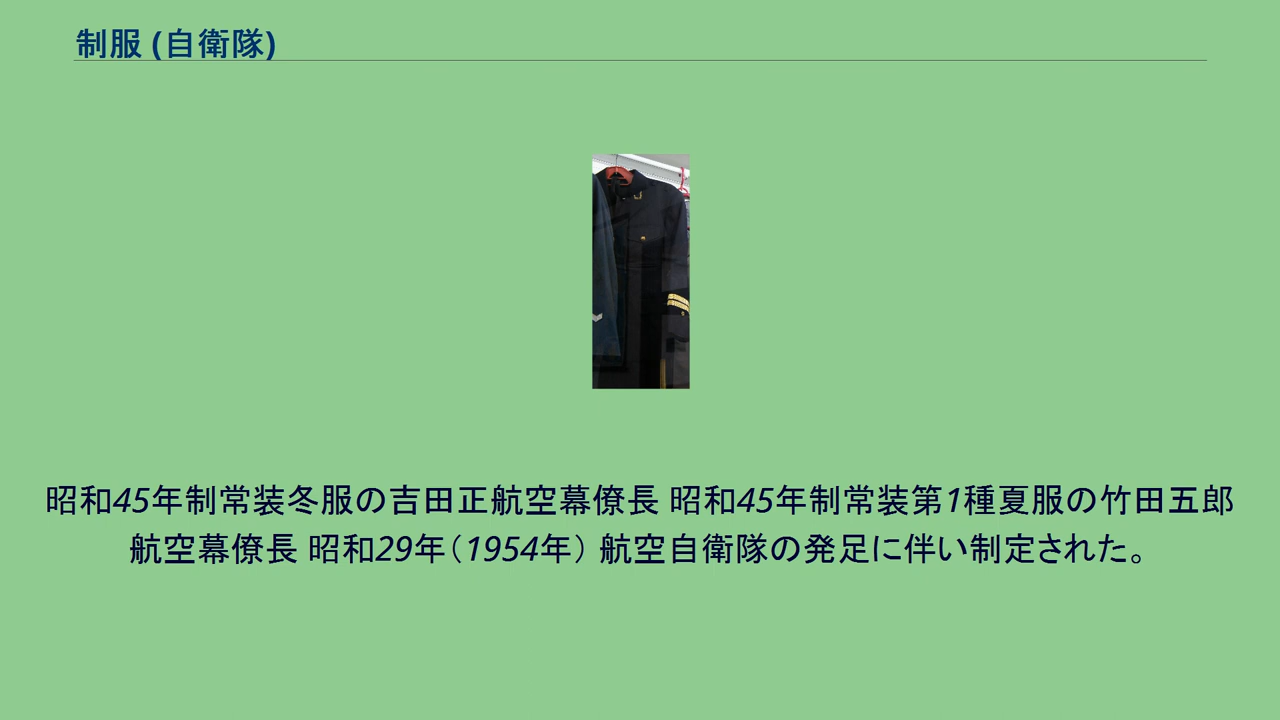 制服 (自衛隊)
昭和45年制常装冬服の吉田正航空幕僚長 昭和45年制常装第1種夏服の竹田五郎
航空幕僚長 昭和29年（1954年） 航空自衛隊の発足に伴い制定された。